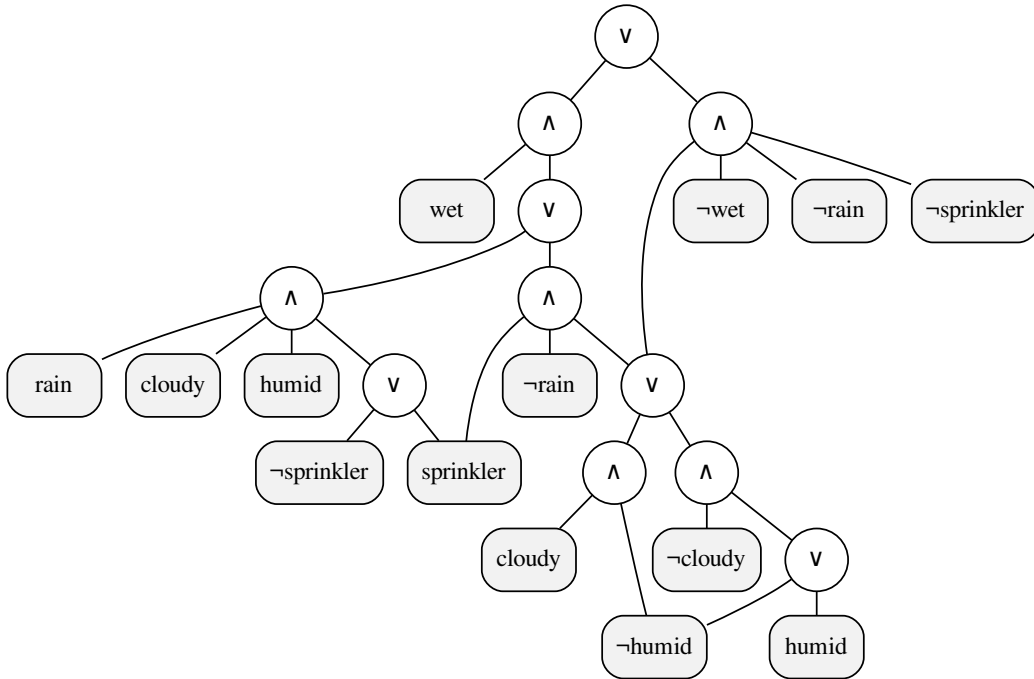 ∨
∧ ∧
wet ∨ ¬wet ¬rain ¬sprinkler
∧ ∧
rain cloudy humid ∨ ¬rain ∨
¬sprinkler sprinkler ∧ ∧
cloudy ¬cloudy ∨
¬humid humid